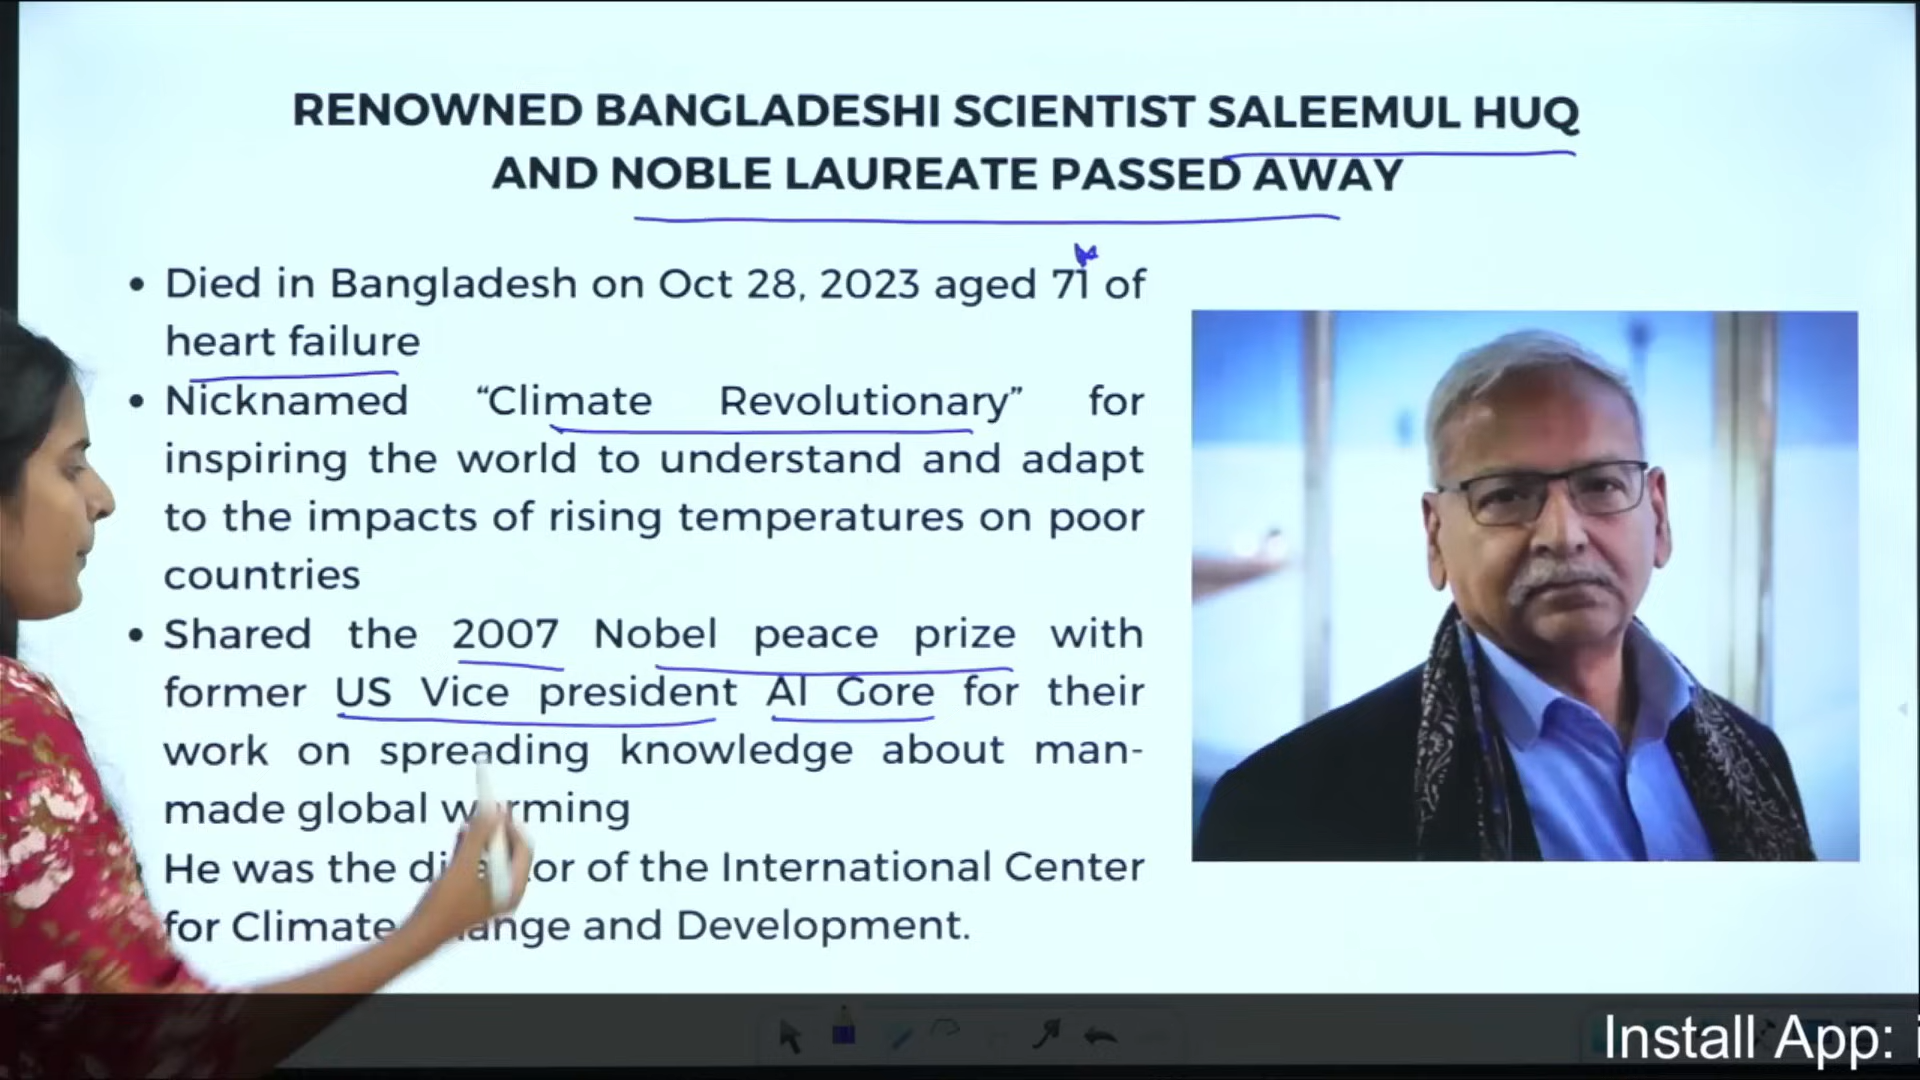 RENOWNED BANGLADESHI SCIENTIST SALEEMUL HUQ
AND NOBLE LAUREATE PASSED AWAY
• Died in Bangladesh on Oct 28, 2023 aged 71 of
heart failure
• Nicknamed “Climate Revolutionary” for
inspiring the world to understand and adapt
to the impacts of rising temperatures on poor
countries
• Shared the 2007 Nobel peace prize with
former US Vice president Al Gore for their
work on spreading knowledge about man-
made global warming
He was the director of the International Center
for Climate Change and Development.
Install App: